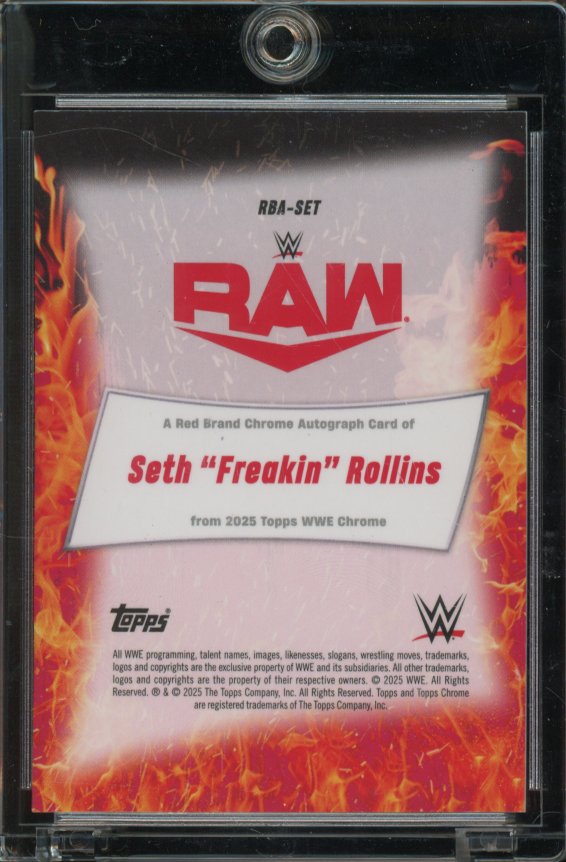 RBA-SET
W
RAW®
A Red Brand Chrome Autograph Card of
Seth “Freakin” Rollins
from 2025 Topps WWE Chrome
Topps®
W
All WWE programming, talent names, images, likenesses, slogans, wrestling moves, trademarks,
logos and copyrights are the exclusive property of WWE and its subsidiaries. All other trademarks,
logos and copyrights are the property of their respective owners. © 2025 WWE. All Rights
Reserved. ® & © 2025 The Topps Company, Inc. All Rights Reserved. Topps and Topps Chrome
are registered trademarks of The Topps Company, Inc.